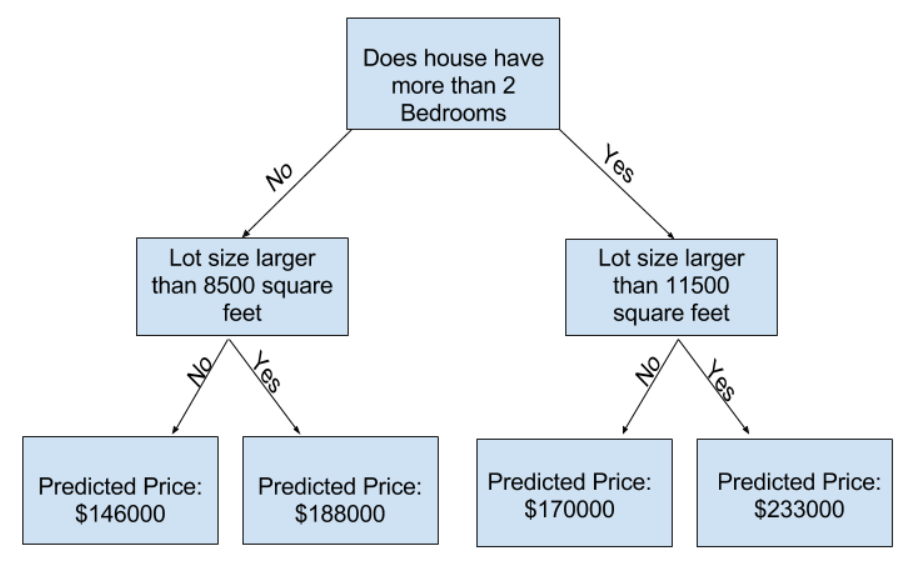 Does house have
more than 2
Bedrooms
No
Yes
Lot size larger
than 8500 square
feet
Lot size larger
than 11500
square feet
No
Yes
No
Yes
Predicted Price:
$146000
Predicted Price:
$188000
Predicted Price:
$170000
Predicted Price:
$233000